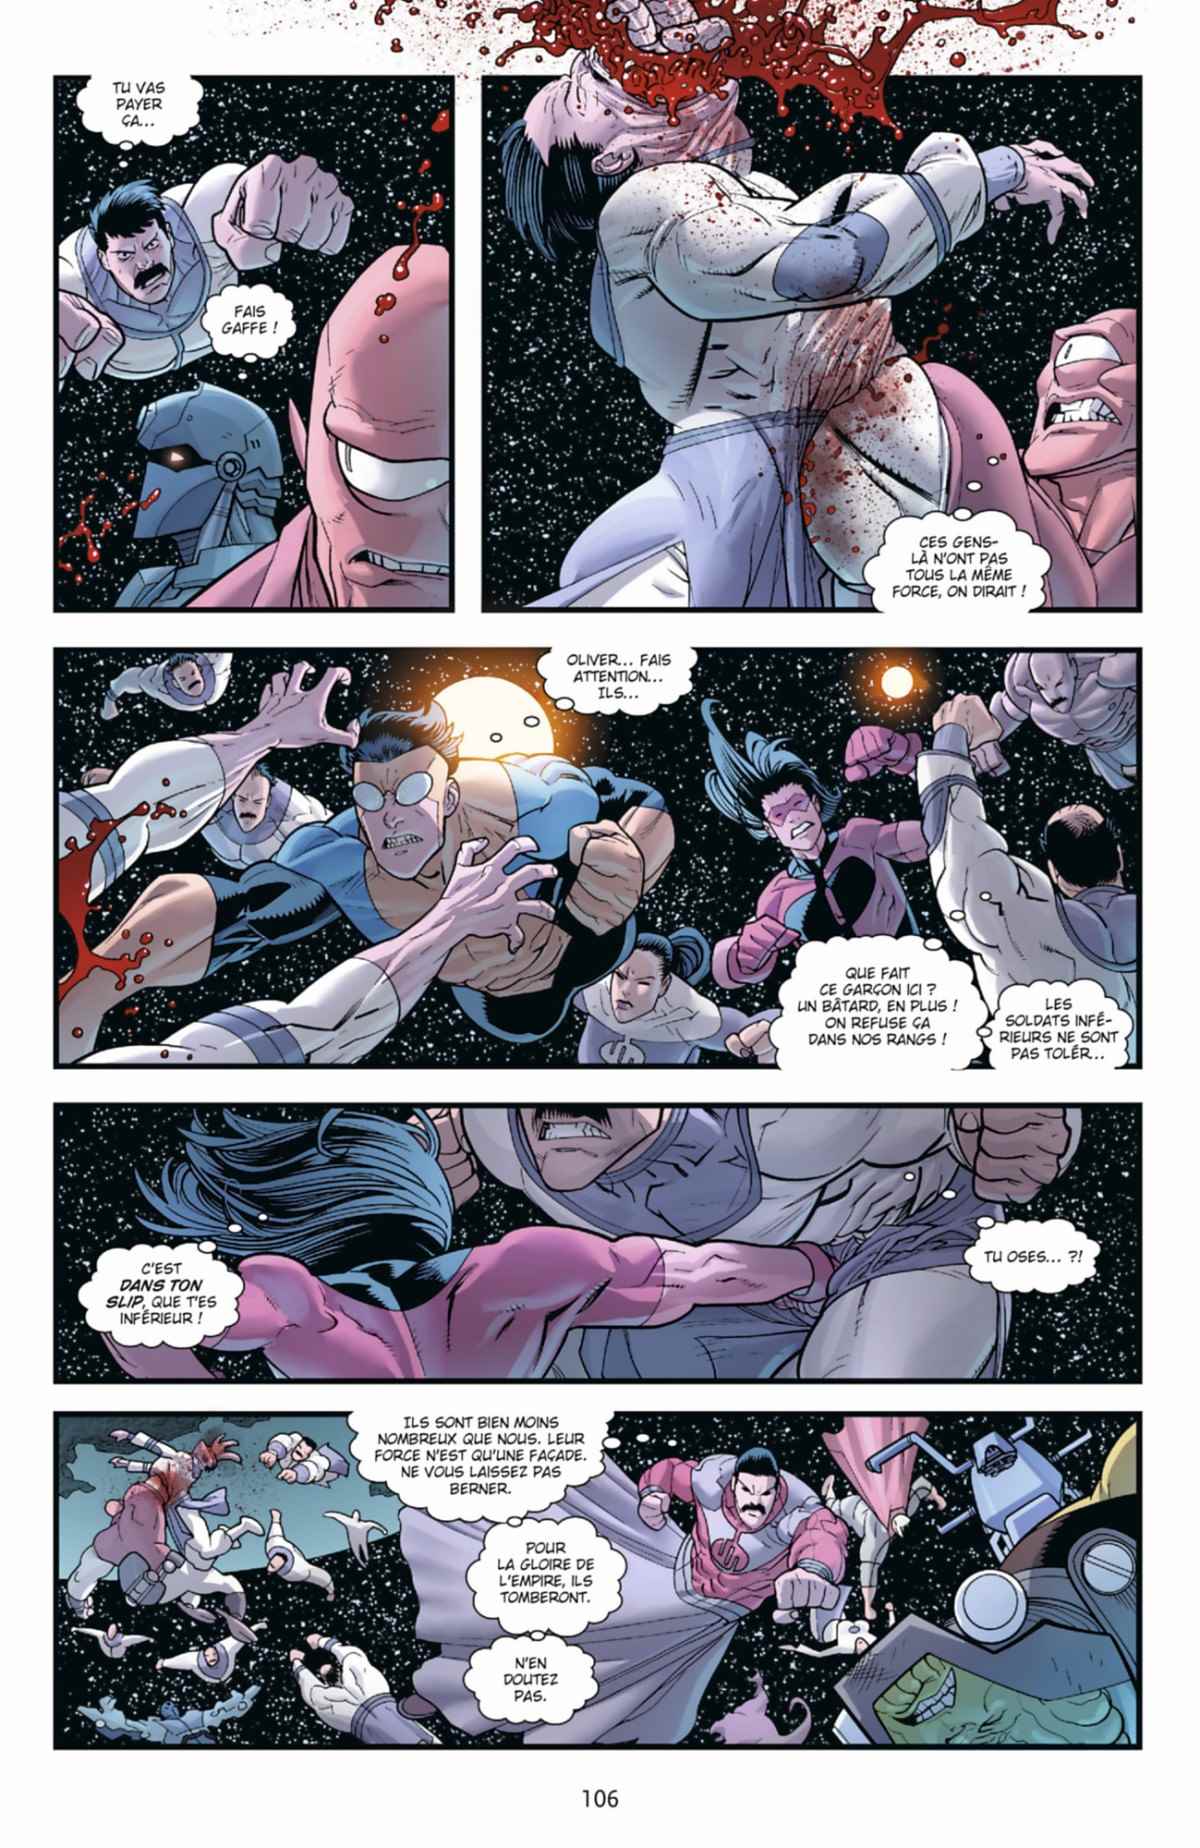 TU VAS
PAYER
ÇA...
FAIS
GAFFE !
CES GENS-
LÀ N'ONT PAS
TOUS LA MÊME
FORCE, ON DIRAIT !
OLIVER... FAIS
ATTENTION...
ILS...
QUE FAIT
CE GARÇON ICI ?
UN BÂTARD, EN PLUS !
ON REFUSE ÇA
DANS NOS RANGS !
LES
SOLDATS INFÉ-
RIEURS NE SONT
PAS TOLÉR...
C'EST
DANS TON
SLIP, QUE T'ES
INFÉRIEUR !
TU OSES... ?!
ILS SONT BIEN MOINS
NOMBREUX QUE NOUS. LEUR
FORCE N'EST QU'UNE FAÇADE.
NE VOUS LAISSEZ PAS
BERNER.
POUR
LA GLOIRE DE
L'EMPIRE, ILS
TOMBERONT.
N'EN
DOUTEZ
PAS.
106